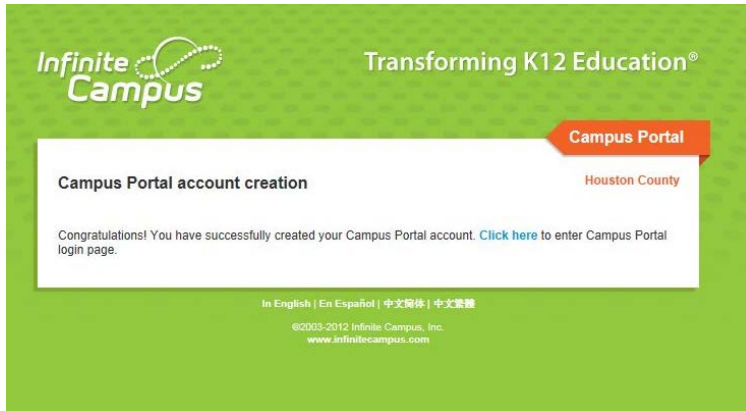 Infinite
Campus
Transforming K12 Education®
Campus Portal
Campus Portal account creation
Houston County
Congratulations! You have successfully created your Campus Portal account. Click here to enter Campus Portal
login page.
In English | En Español | 中文简体 | 中文繁體
©2003-2012 Infinite Campus, Inc.
www.infinitecampus.com